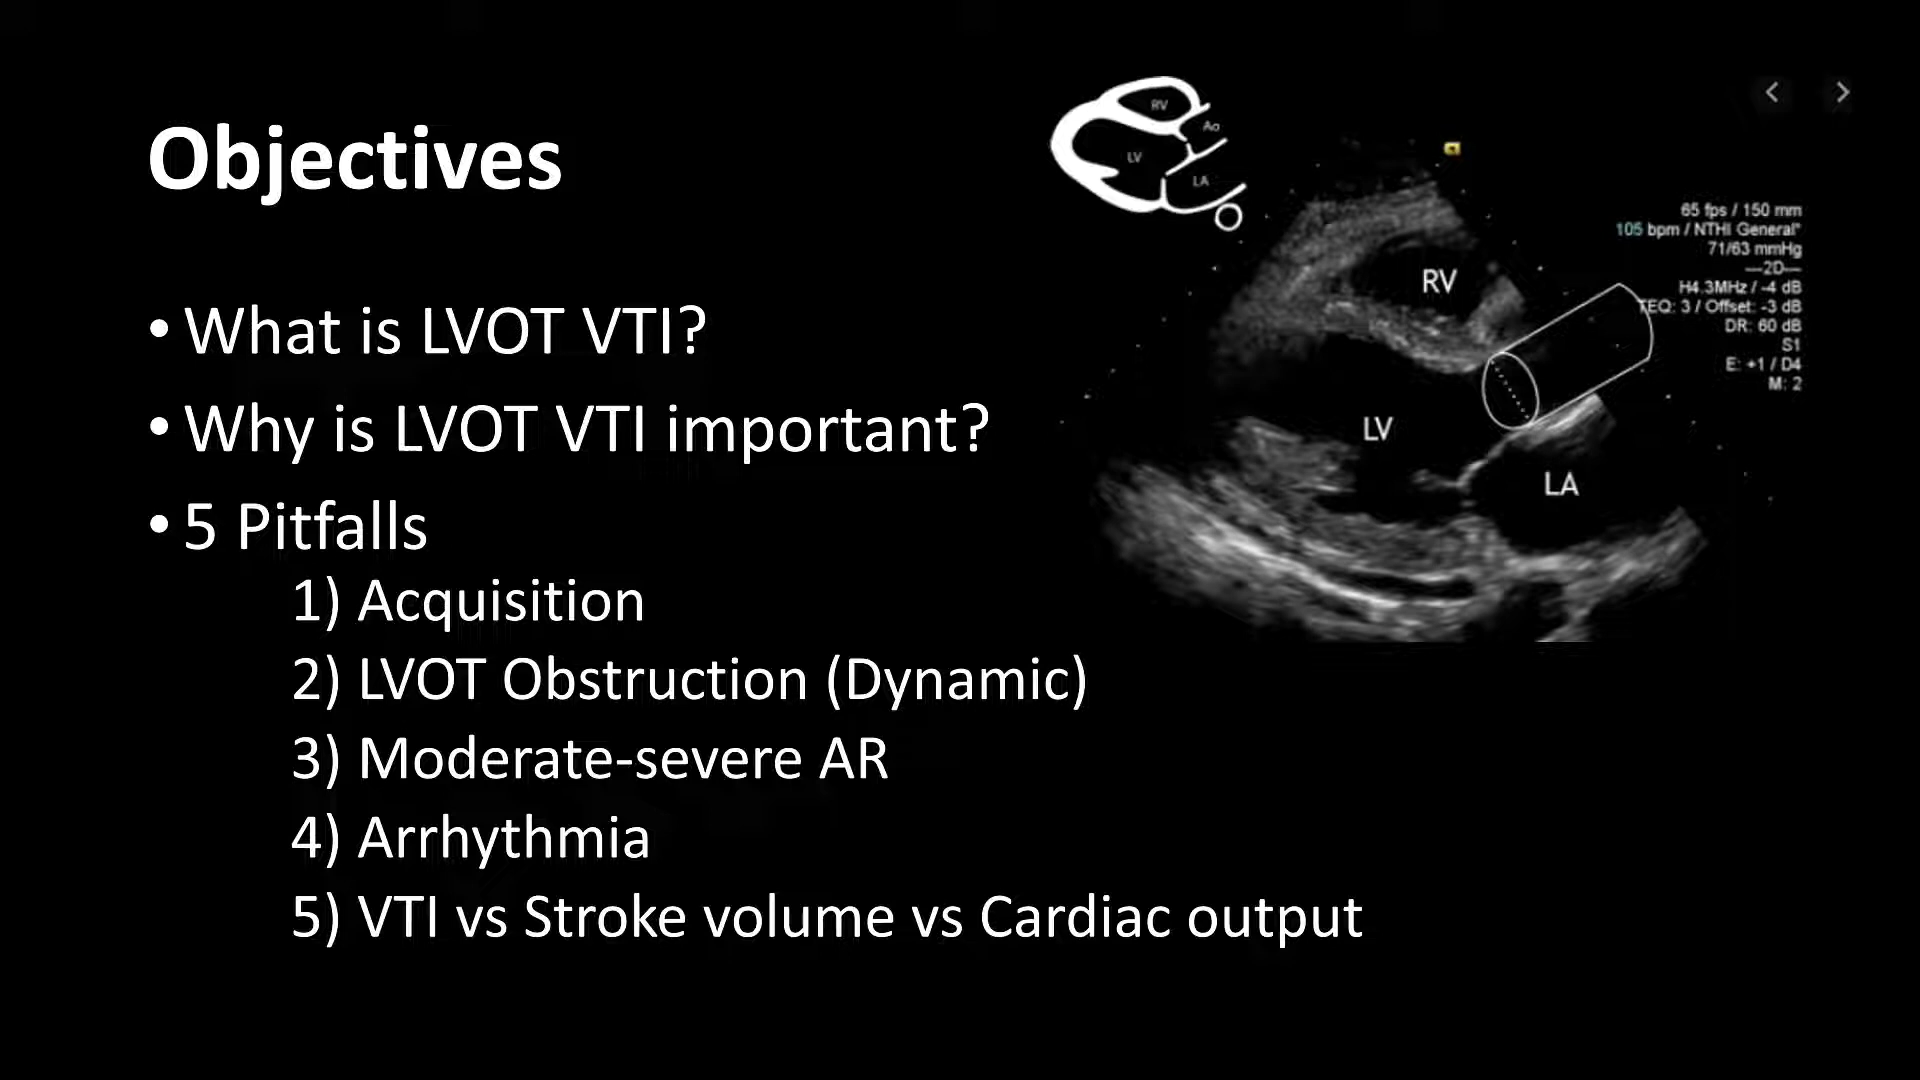 Objectives
• What is LVOT VTI?
• Why is LVOT VTI important?
• 5 Pitfalls
1) Acquisition
2) LVOT Obstruction (Dynamic)
3) Moderate-severe AR
4) Arrhythmia
5) VTI vs Stroke volume vs Cardiac output
RV
Ao
LV
LA
65 fps / 150 mm
105 bpm / NTHI General*
71/63 mmHg
—2D—
H4.3MHz / -4 dB
TEQ: 3 / Offset: -3 dB
DR: 60 dB
S1
E: +1 / D4
M: 2
RV
LV
LA